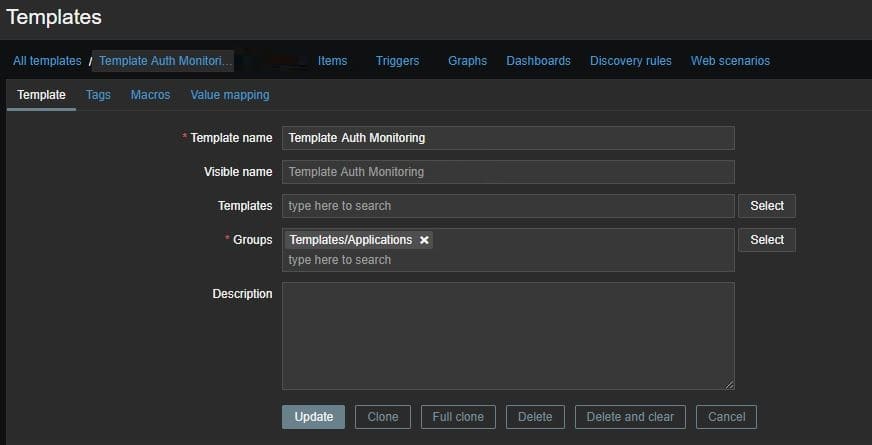 Templates
All templates / Template Auth Monitori... Items Triggers Graphs Dashboards Discovery rules Web scenarios
Template Tags Macros Value mapping
* Template name Template Auth Monitoring
Visible name Template Auth Monitoring
Templates type here to search Select
* Groups Templates/Applications × Select
type here to search
Description
Update Clone Full clone Delete Delete and clear Cancel